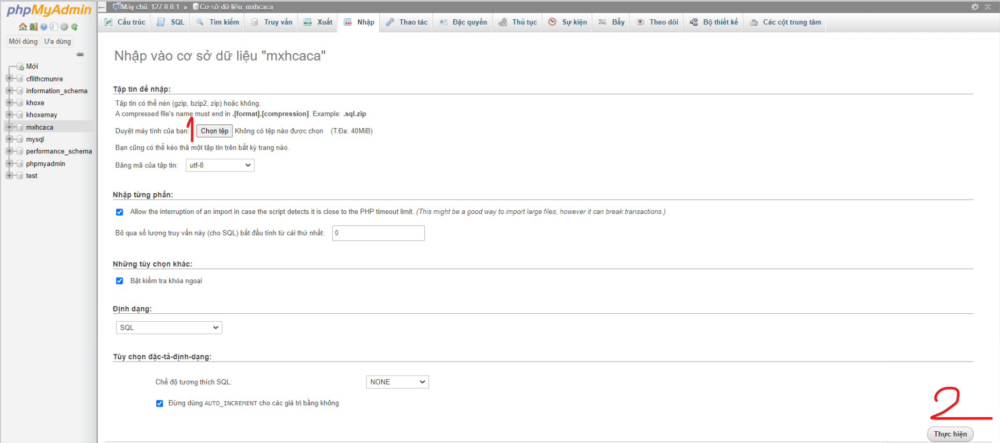 phpMyAdmin
Mới dùng Ưa dùng
Mới
cflithcmunre
information_schema
khoxe
khoxemay
mxhcaca
mysql
performance_schema
phpmyadmin
test
Máy chủ: 127.0.0.1 » Cơ sở dữ liệu: mxhcaca
Cấu trúc SQL Tìm kiếm Truy vấn Xuất Nhập Thao tác Đặc quyền Thủ tục Sự kiện Bẫy Theo dõi Bộ thiết kế Các cột trung tâm
Nhập vào cơ sở dữ liệu "mxhcaca"
Tập tin để nhập:
Tập tin có thể nén (gzip, bzip2, zip) hoặc không.
A compressed file's name must end in .[format].[compression]. Example: .sql.zip
Duyệt máy tính của bạn: 1 Chọn tệp Không có tệp nào được chọn (T.Đa: 40MiB)
Bạn cũng có thể kéo thả một tập tin trên bất kỳ trang nào.
Bảng mã của tập tin: utf-8
Nhập từng phần:
Allow the interruption of an import in case the script detects it is close to the PHP timeout limit. (This might be a good way to import large files, however it can break transactions.)
Bỏ qua số lượng truy vấn này (cho SQL) bắt đầu tính từ cái thứ nhất: 0
Những tùy chọn khác:
Bật kiểm tra khóa ngoại
Định dạng:
SQL
Tùy chọn đặc-tả-định-dạng:
Chế độ tương thích SQL: NONE
Đừng dùng AUTO_INCREMENT cho các giá trị bằng không
2
Thực hiện